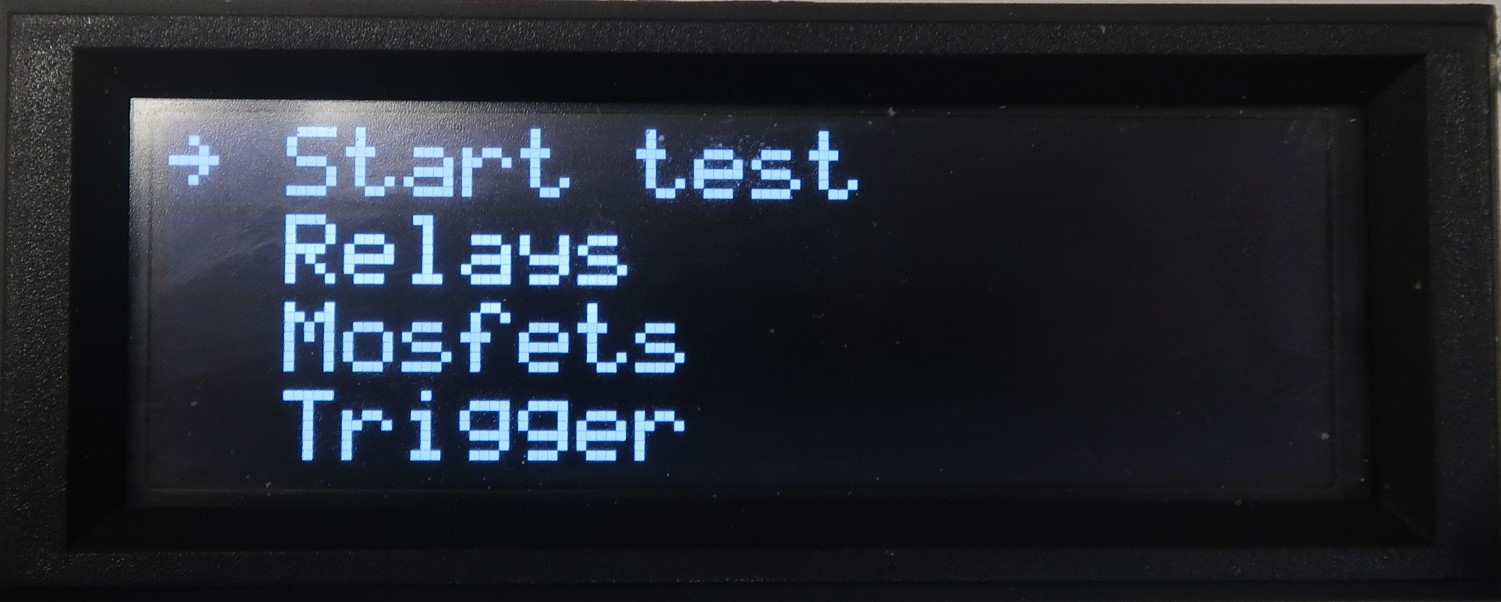 → Start test
Relays
Mosfets
Trigger